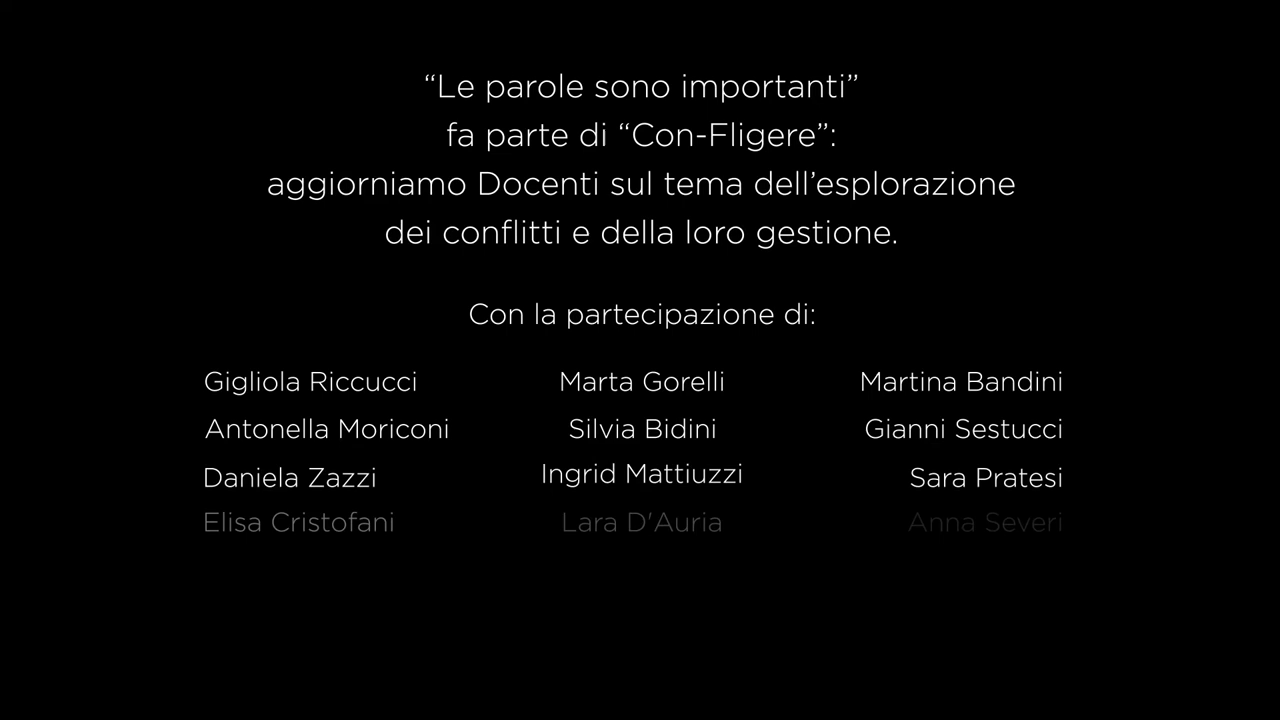 “Le parole sono importanti”
fa parte di “Con-Fligere”:
aggiorniamo Docenti sul tema dell’esplorazione
dei conflitti e della loro gestione.
Con la partecipazione di:
Gigliola Riccucci Marta Gorelli Martina Bandini
Antonella Moriconi Silvia Bidini Gianni Sestucci
Daniela Zazzi Ingrid Mattiuzzi Sara Pratesi
Elisa Cristofani Lara D'Auria Anna Severi